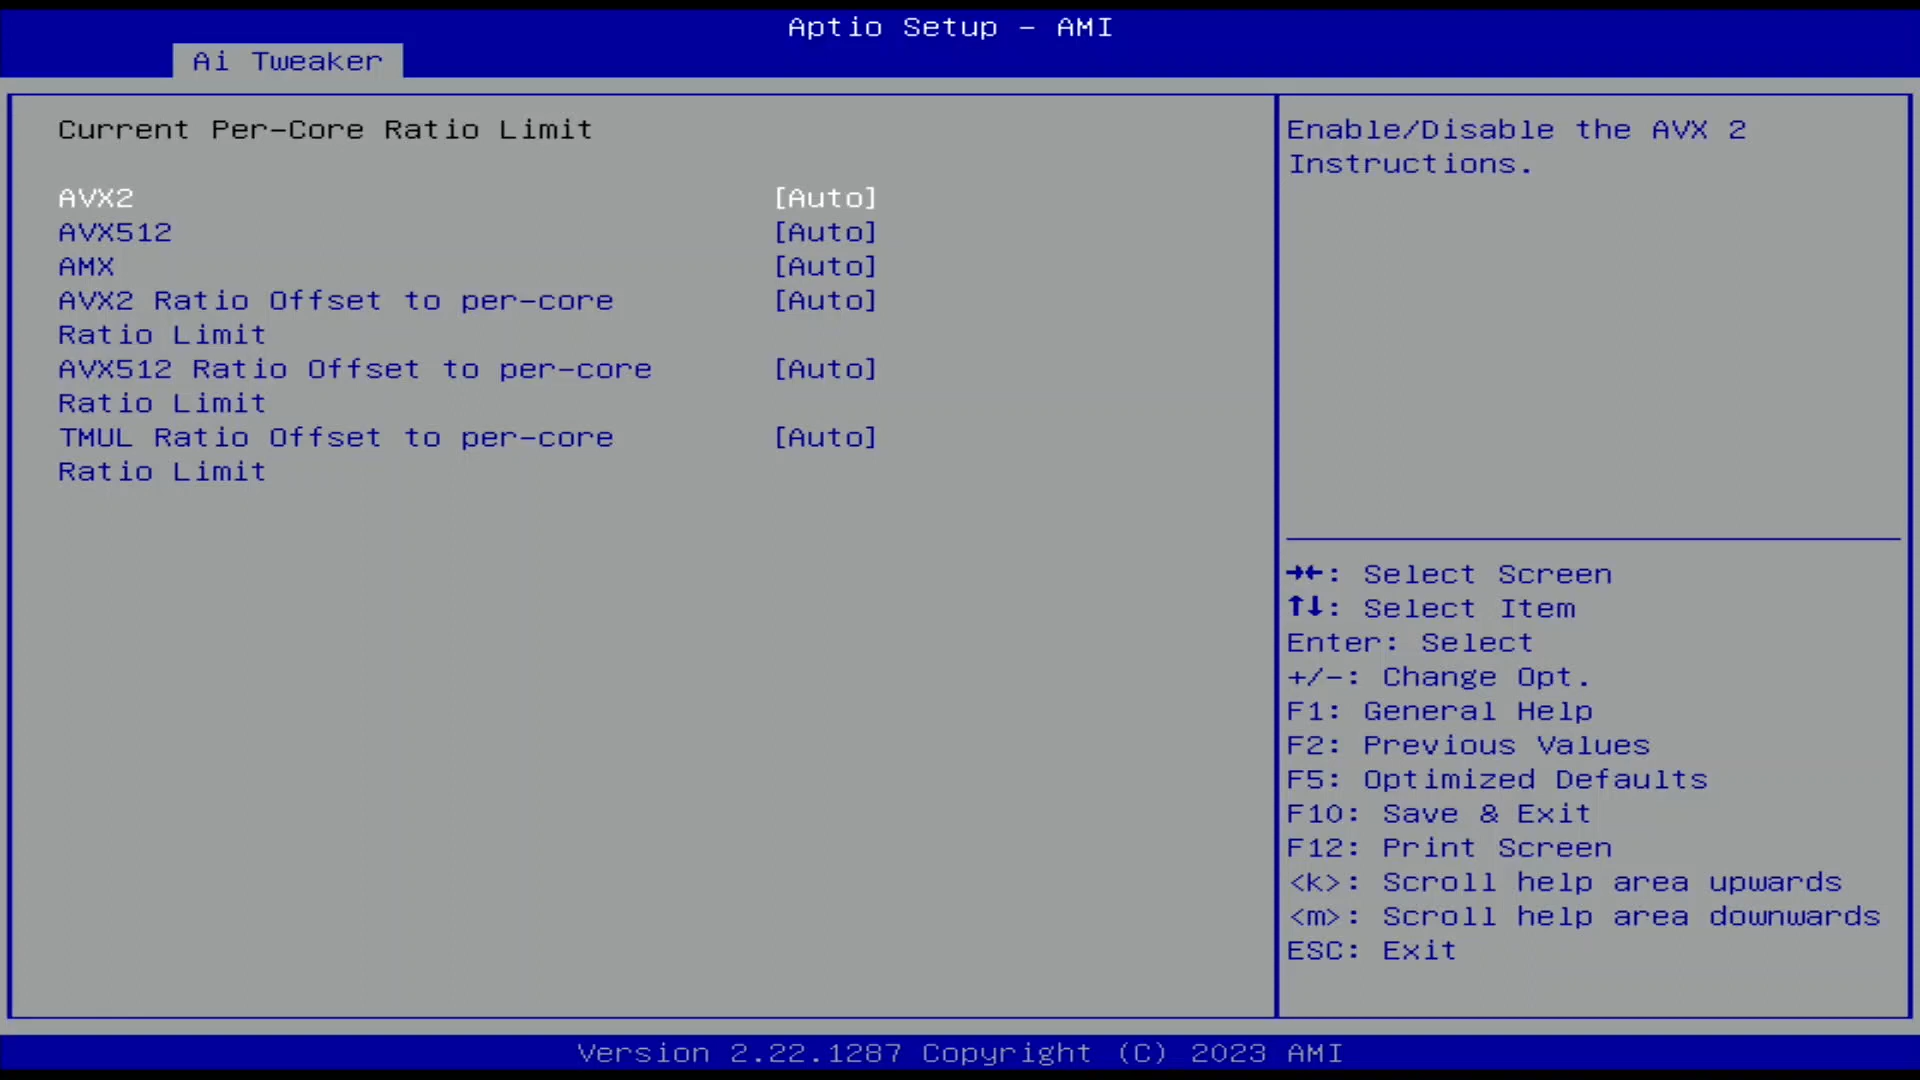 Aptio Setup - AMI
Ai Tweaker
Current Per-Core Ratio Limit
AVX2 [Auto]
AVX512 [Auto]
AMX [Auto]
AVX2 Ratio Offset to per-core [Auto]
Ratio Limit
AVX512 Ratio Offset to per-core [Auto]
Ratio Limit
TMUL Ratio Offset to per-core [Auto]
Ratio Limit
Enable/Disable the AVX 2
Instructions.
→←: Select Screen
↑↓: Select Item
Enter: Select
+/-: Change Opt.
F1: General Help
F2: Previous Values
F5: Optimized Defaults
F10: Save & Exit
F12: Print Screen
<k>: Scroll help area upwards
<m>: Scroll help area downwards
ESC: Exit
Version 2.22.1287 Copyright (C) 2023 AMI